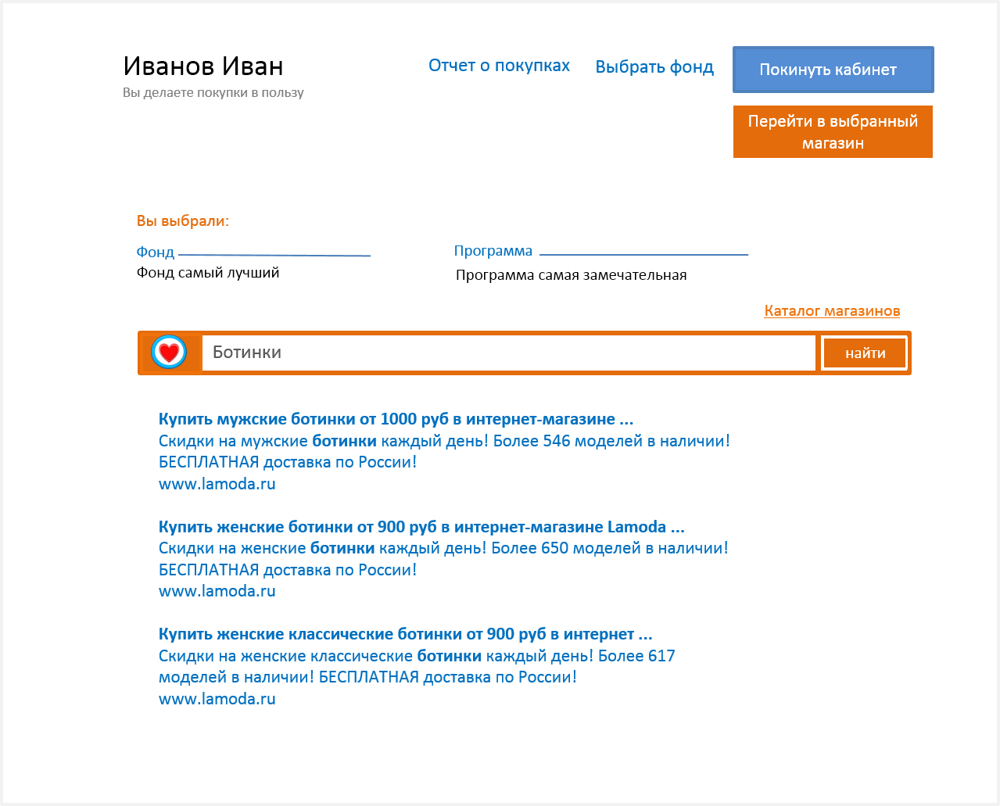 Иванов Иван
Вы делаете покупки в пользу
Отчет о покупках
Выбрать фонд
Покинуть кабинет
Перейти в выбранный
магазин
Вы выбрали:
Фонд
Фонд самый лучший
Программа
Программа самая замечательная
Каталог магазинов
Ботинки
найти
Купить мужские ботинки от 1000 руб в интернет-магазине ...
Скидки на мужские ботинки каждый день! Более 546 моделей в наличии!
БЕСПЛАТНАЯ доставка по России!
www.lamoda.ru
Купить женские ботинки от 900 руб в интернет-магазине Lamoda ...
Скидки на женские ботинки каждый день! Более 650 моделей в наличии!
БЕСПЛАТНАЯ доставка по России!
www.lamoda.ru
Купить женские классические ботинки от 900 руб в интернет ...
Скидки на женские классические ботинки каждый день! Более 617
моделей в наличии! БЕСПЛАТНАЯ доставка по России!
www.lamoda.ru